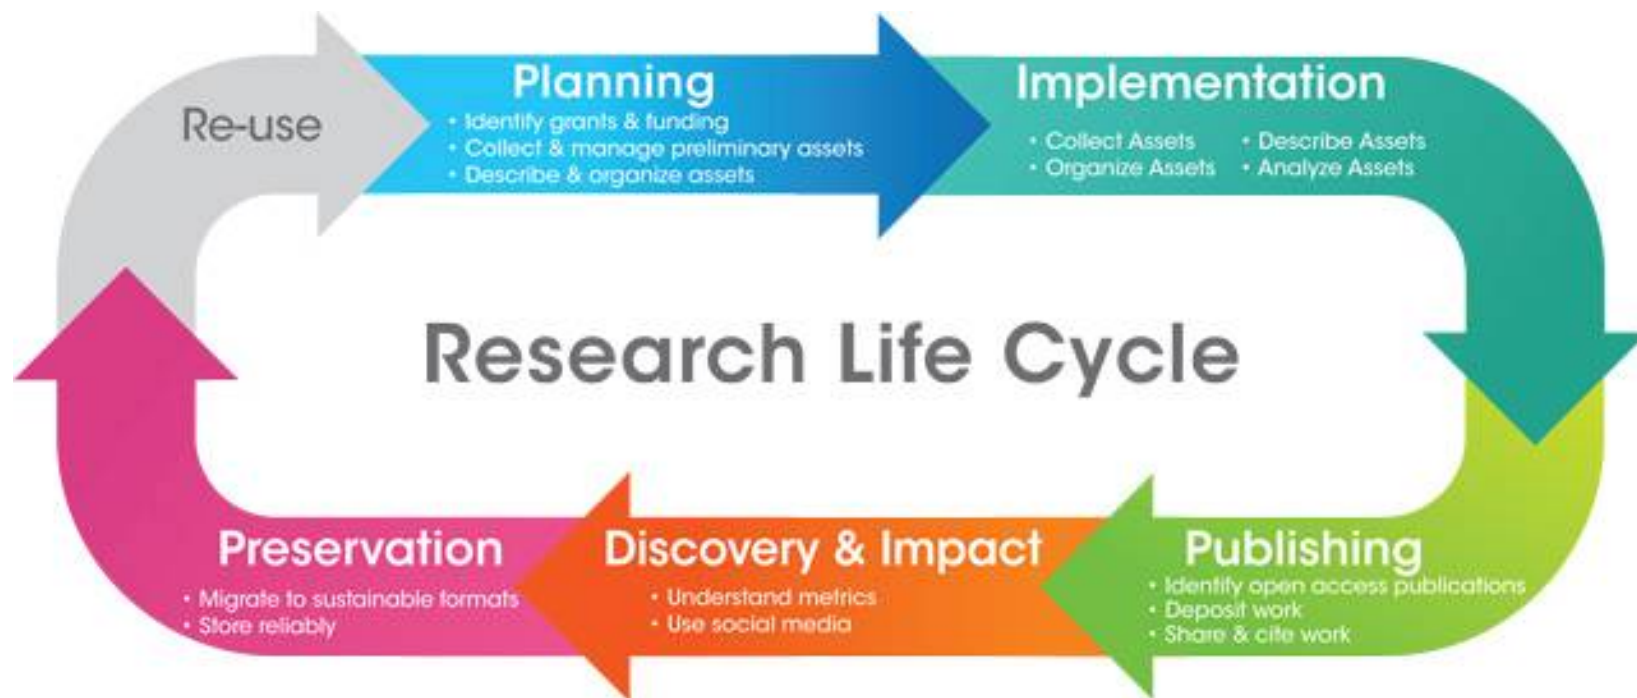 Re-use
Planning
• Identify grants & funding
• Collect & manage preliminary assets
• Describe & organize assets
Implementation
• Collect Assets
• Organize Assets
• Describe Assets
• Analyze Assets
Research Life Cycle
Publishing
• Identify open access publications
• Deposit work
• Share & cite work
Discovery & Impact
• Understand metrics
• Use social media
Preservation
• Migrate to sustainable formats
• Store reliably